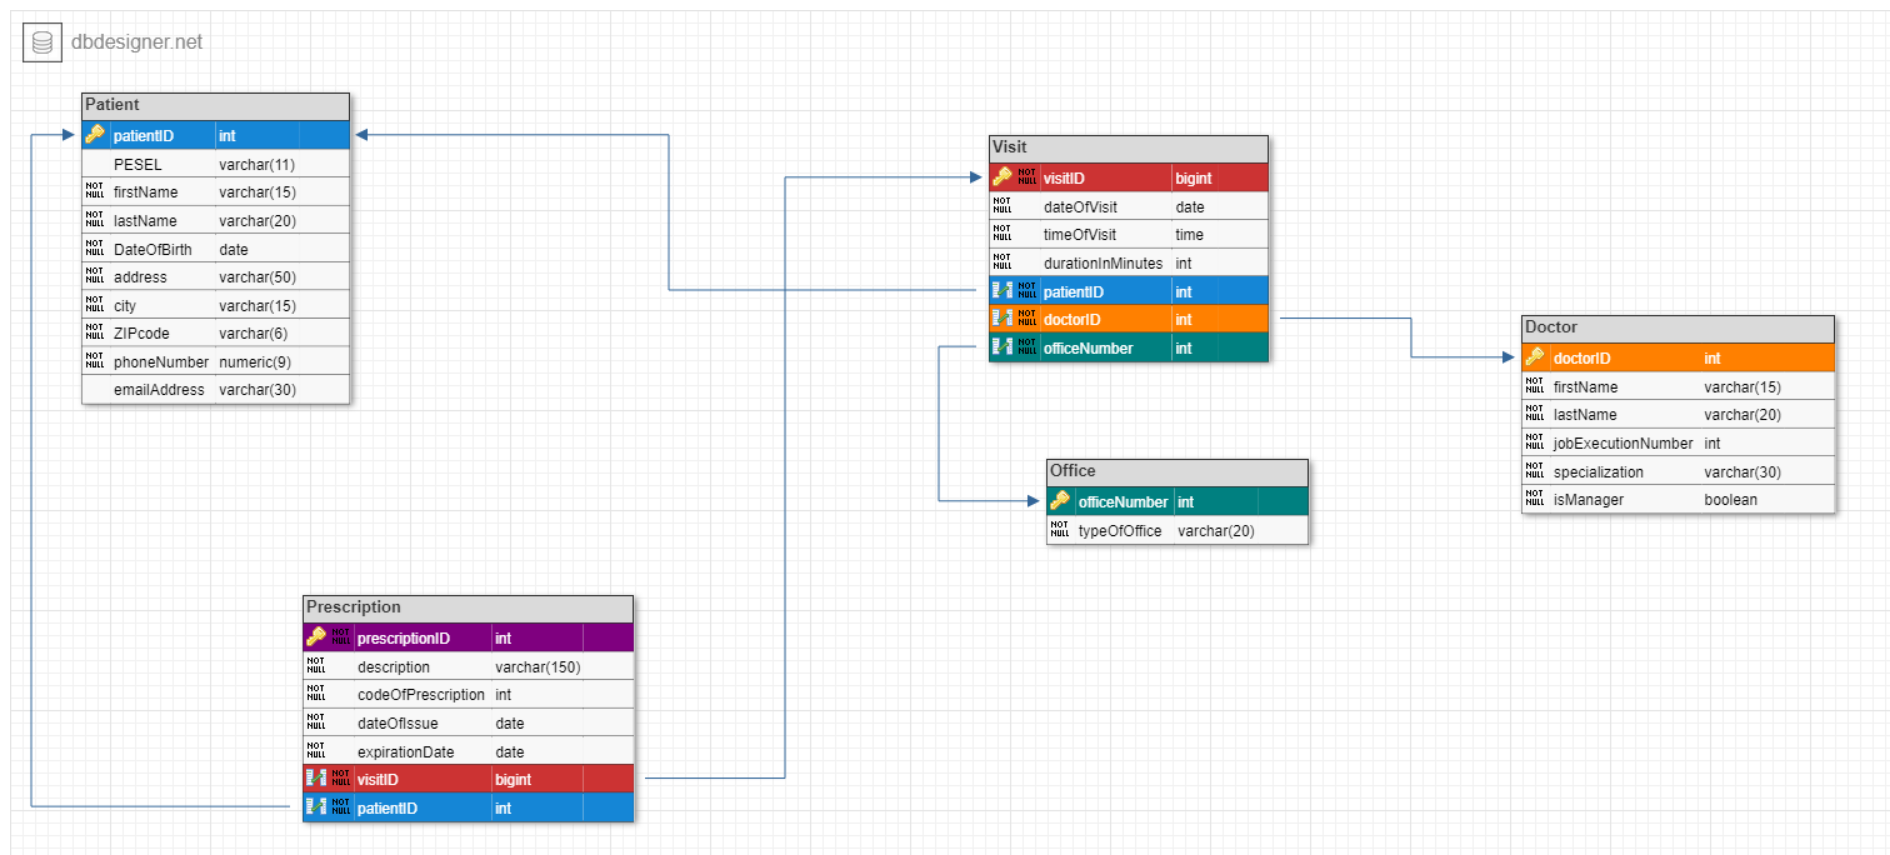 dbdesigner.net
Patient
patientID int
PESEL varchar(11)
NOT NULL firstName varchar(15)
NOT NULL lastName varchar(20)
NOT NULL DateOfBirth date
NOT NULL address varchar(50)
NOT NULL city varchar(15)
NOT NULL ZIPcode varchar(6)
NOT NULL phoneNumber numeric(9)
emailAddress varchar(30)
Visit
NOT NULL visitID bigint
NOT NULL dateOfVisit date
NOT NULL timeOfVisit time
NOT NULL durationInMinutes int
NOT NULL patientID int
NOT NULL doctorID int
NOT NULL officeNumber int
Doctor
doctorID int
NOT NULL firstName varchar(15)
NOT NULL lastName varchar(20)
NOT NULL jobExecutionNumber int
NOT NULL specialization varchar(30)
NOT NULL isManager boolean
Office
officeNumber int
NOT NULL typeOfOffice varchar(20)
Prescription
NOT NULL prescriptionID int
NOT NULL description varchar(150)
NOT NULL codeOfPrescription int
NOT NULL dateOfIssue date
NOT NULL expirationDate date
NOT NULL visitID bigint
NOT NULL patientID int